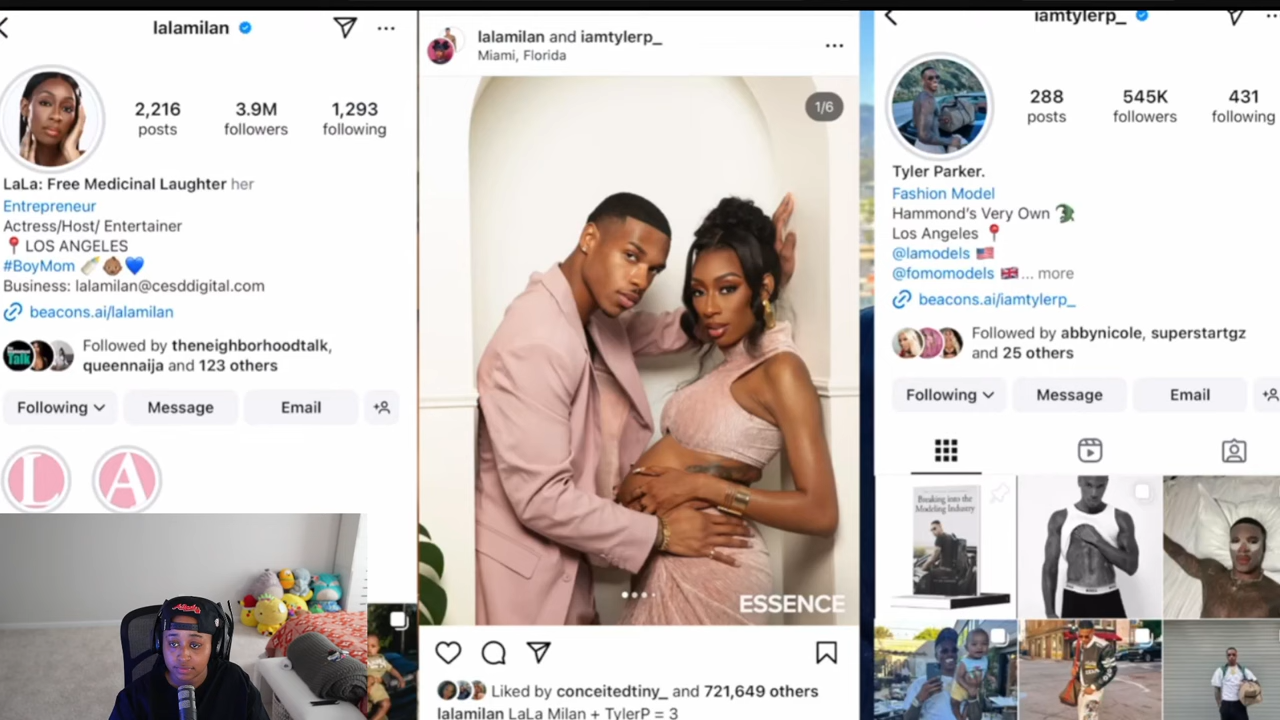 lalamilan
2,216
posts
3.9M
followers
1,293
following
LaLa: Free Medicinal Laughter her
Entrepreneur
Actress/Host/ Entertainer
LOS ANGELES
#BoyMom
Business: lalamilan@cesddigital.com
beacons.ai/lalamilan
Followed by theneighborhoodtalk,
queennaija and 123 others
Following
Message
Email
L
A
lalamilan and iamtylerp_
Miami, Florida
1/6
ESSENCE
Liked by conceitedtiny_ and 721,649 others
lalamilan LaLa Milan + TylerP = 3
iamtylerp_
288
posts
545K
followers
431
following
Tyler Parker.
Fashion Model
Hammond's Very Own
Los Angeles
@lamodels
@fomomodels ... more
beacons.ai/iamtylerp_
Followed by abbynicole, superstartgz
and 25 others
Following
Message
Email
Breaking into the
Modeling Industry